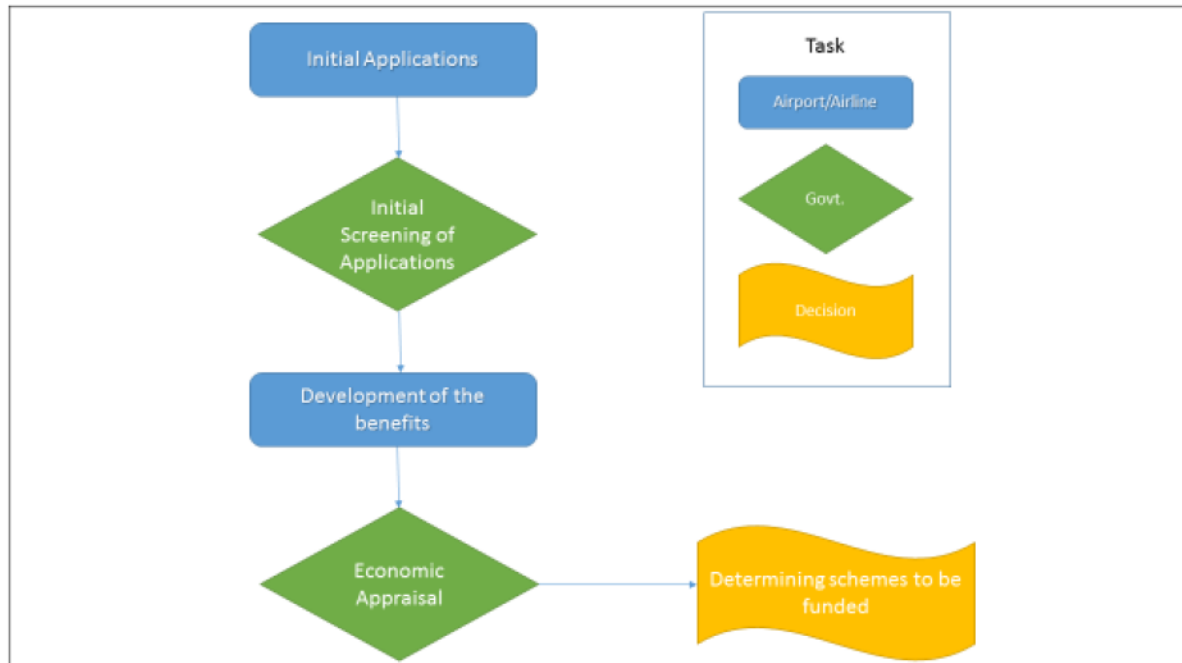 Initial Applications
Initial
Screening of
Applications
Development of the
benefits
Economic
Appraisal
Determining schemes to be
funded
Task
Airport/Airline
Govt.
Decision